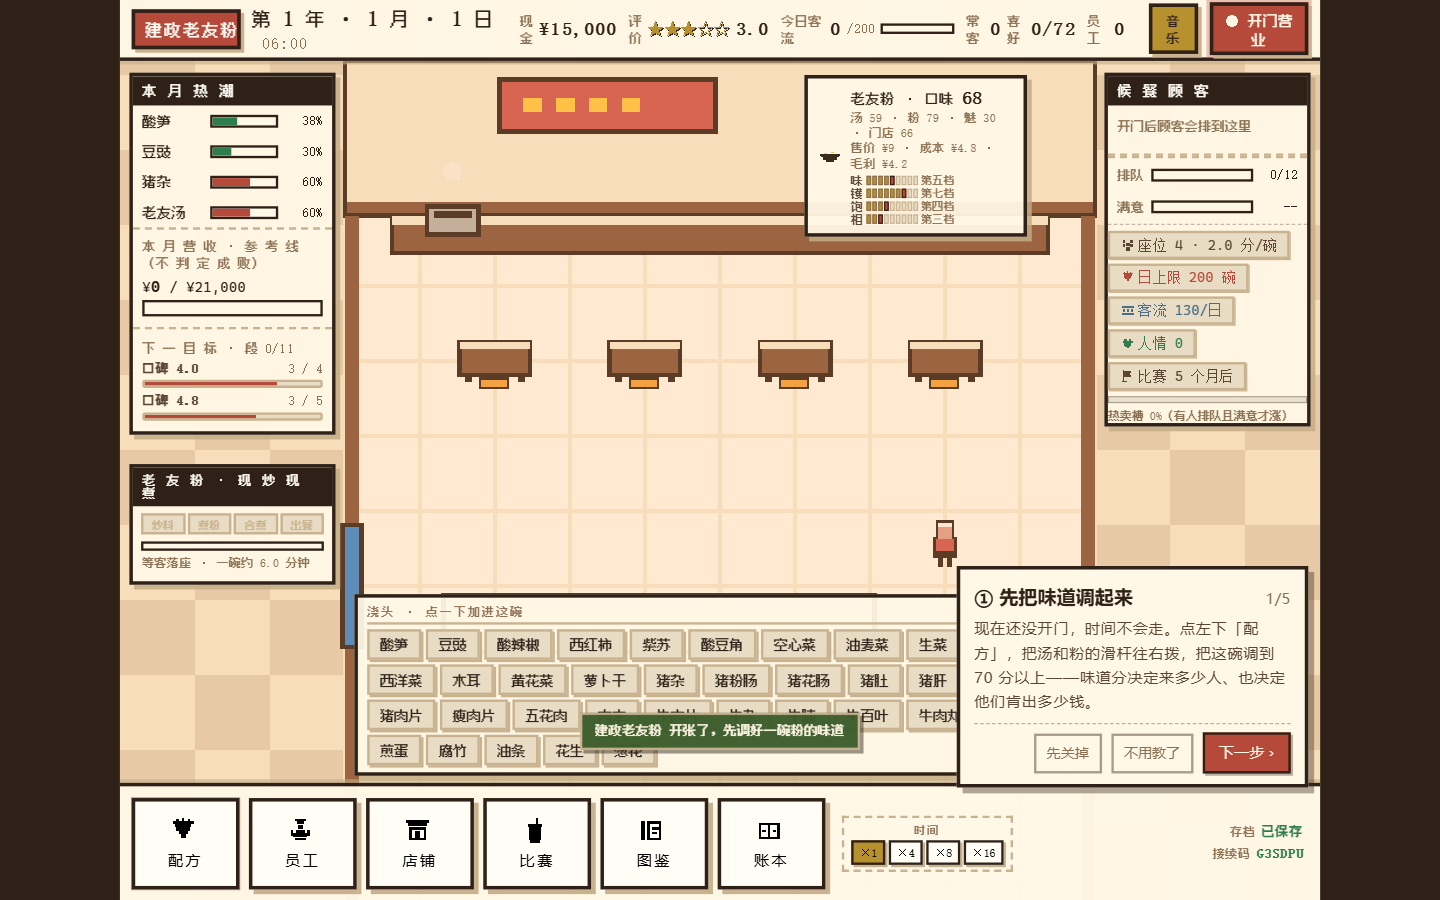 建政老友粉
第 1 年 · 1 月 · 1 日
06:00
现金 ¥15,000
评价 3.0
今日客流 0 /200
常客 0
喜好 0/72
员工 0
音乐
开门营业
本月热潮
酸笋 38%
豆豉 30%
猪杂 60%
老友汤 60%
本月营收 · 参考线
(不判定成败)
¥0 / ¥21,000
下一目标 · 段 0/11
口碑 4.0 3 / 4
口碑 4.8 3 / 5
老友粉 · 现炒现煮
炒料 煮粉 合煮 出餐
等客落座 · 一碗约 6.0 分钟
老友粉 · 口味 68
汤 59 · 粉 79 · 魅 30
· 门店 66
售价 ¥9 · 成本 ¥4.8 ·
毛利 ¥4.2
味 第五档
镬 第七档
饱 第四档
相 第三档
候餐顾客
开门后顾客会排到这里
排队 0/12
满意 --
座位 4 · 2.0 分/碗
日上限 200 碗
客流 130/日
人情 0
比赛 5 个月后
热卖槽 0% (有人排队且满意才涨)
浇头 · 点一下加进这碗
酸笋 豆豉 酸辣椒 西红柿 紫苏 酸豆角 空心菜 油麦菜 生菜
西洋菜 木耳 黄花菜 萝卜干 猪杂 猪粉肠 猪花肠 猪肚 猪肝
猪肉片 瘦肉片 五花肉 牛百叶 牛肉丸
煎蛋 腐竹 油条 花生 葱花
建政老友粉 开张了，先调好一碗粉的味道
① 先把味道调起来 1/5
现在还没开门，时间不会走。点左下「配
方」，把汤和粉的滑杆往右拨，把这碗调到
70 分以上——味道分决定来多少人、也决定
他们肯出多少钱。
先关掉 不用教了 下一步 ›
配方 员工 店铺 比赛 图鉴 账本
时间
×1 ×4 ×8 ×16
存档 已保存
接续码 G3SDPU